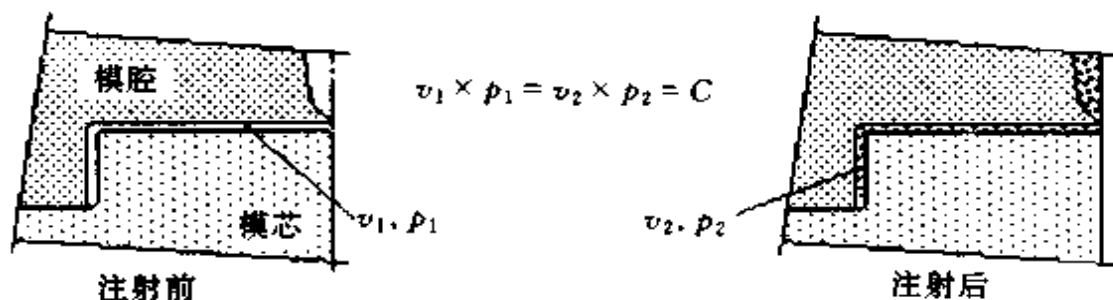 模腔
v₁ × p₁ = v₂ × p₂ = C
模芯
v₁、p₁
v₂、p₂
注射前
注射后